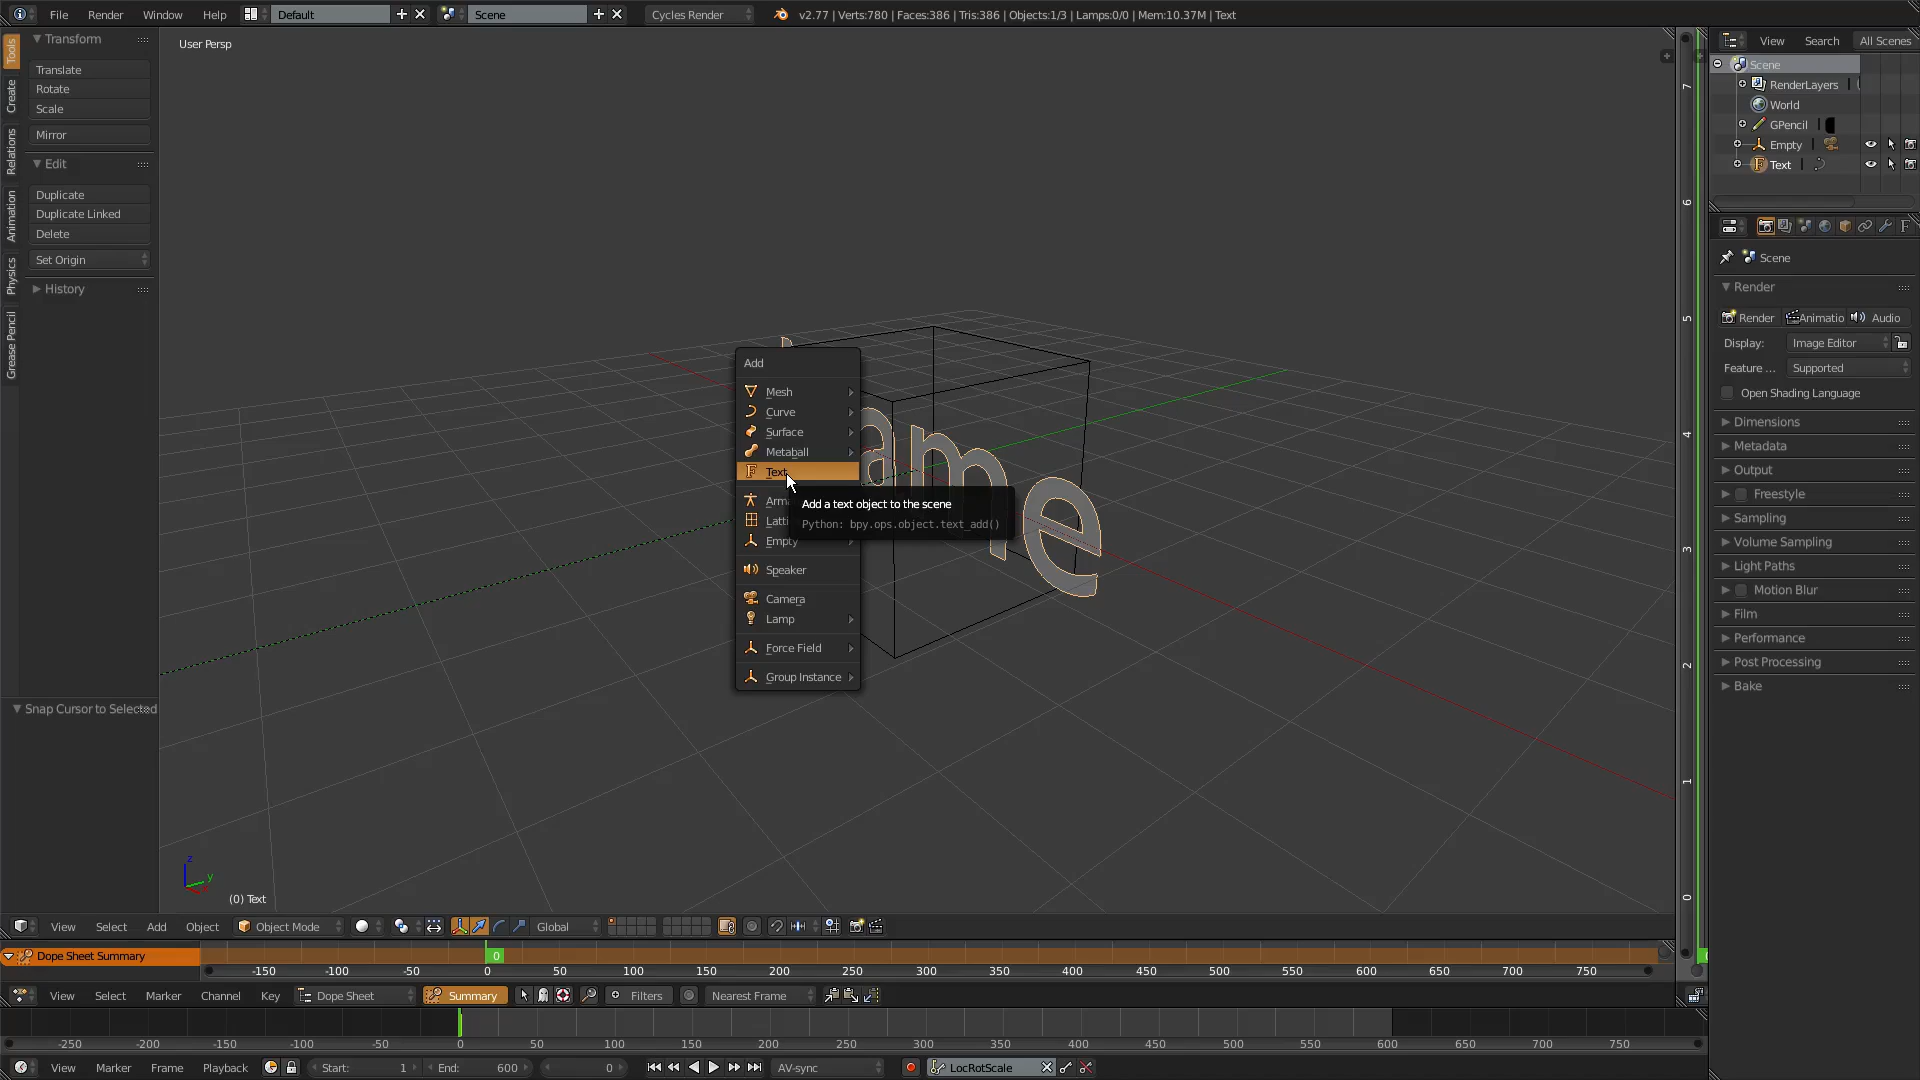 File Render Window Help Default Scene Cycles Render v2.77 | Verts:780 | Faces:386 | Tris:386 | Objects:1/3 | Lamps:0/0 | Mem:10.37M | Text
User Persp
Tools
Create
Relations
Animation
Physics
Grease Pencil
Transform
Translate
Rotate
Scale
Mirror
Edit
Duplicate
Duplicate Linked
Delete
Set Origin
History
Snap Cursor to Selected
Add
Mesh
Curve
Surface
Metaball
Text
Arm
Latti
Empty
Speaker
Camera
Lamp
Force Field
Group Instance
Add a text object to the scene
Python: bpy.ops.object.text_add()
ame
z
y
(0) Text
7
6
5
4
3
2
1
0
View Search All Scenes
Scene
RenderLayers
World
GPencil
Empty
Text
Scene
Render
Render Animatio Audio
Display: Image Editor
Feature ... Supported
Open Shading Language
Dimensions
Metadata
Output
Freestyle
Sampling
Volume Sampling
Light Paths
Motion Blur
Film
Performance
Post Processing
Bake
View Select Add Object Object Mode Global
Dope Sheet Summary 0
-150 -100 -50 0 50 100 150 200 250 300 350 400 450 500 550 600 650 700 750
View Select Marker Channel Key Dope Sheet Summary Filters Nearest Frame
-250 -200 -150 -100 -50 0 50 100 150 200 250 300 350 400 450 500 550 600 650 700 750
View Marker Frame Playback Start: 1 End: 600 0 AV-sync LocRotScale